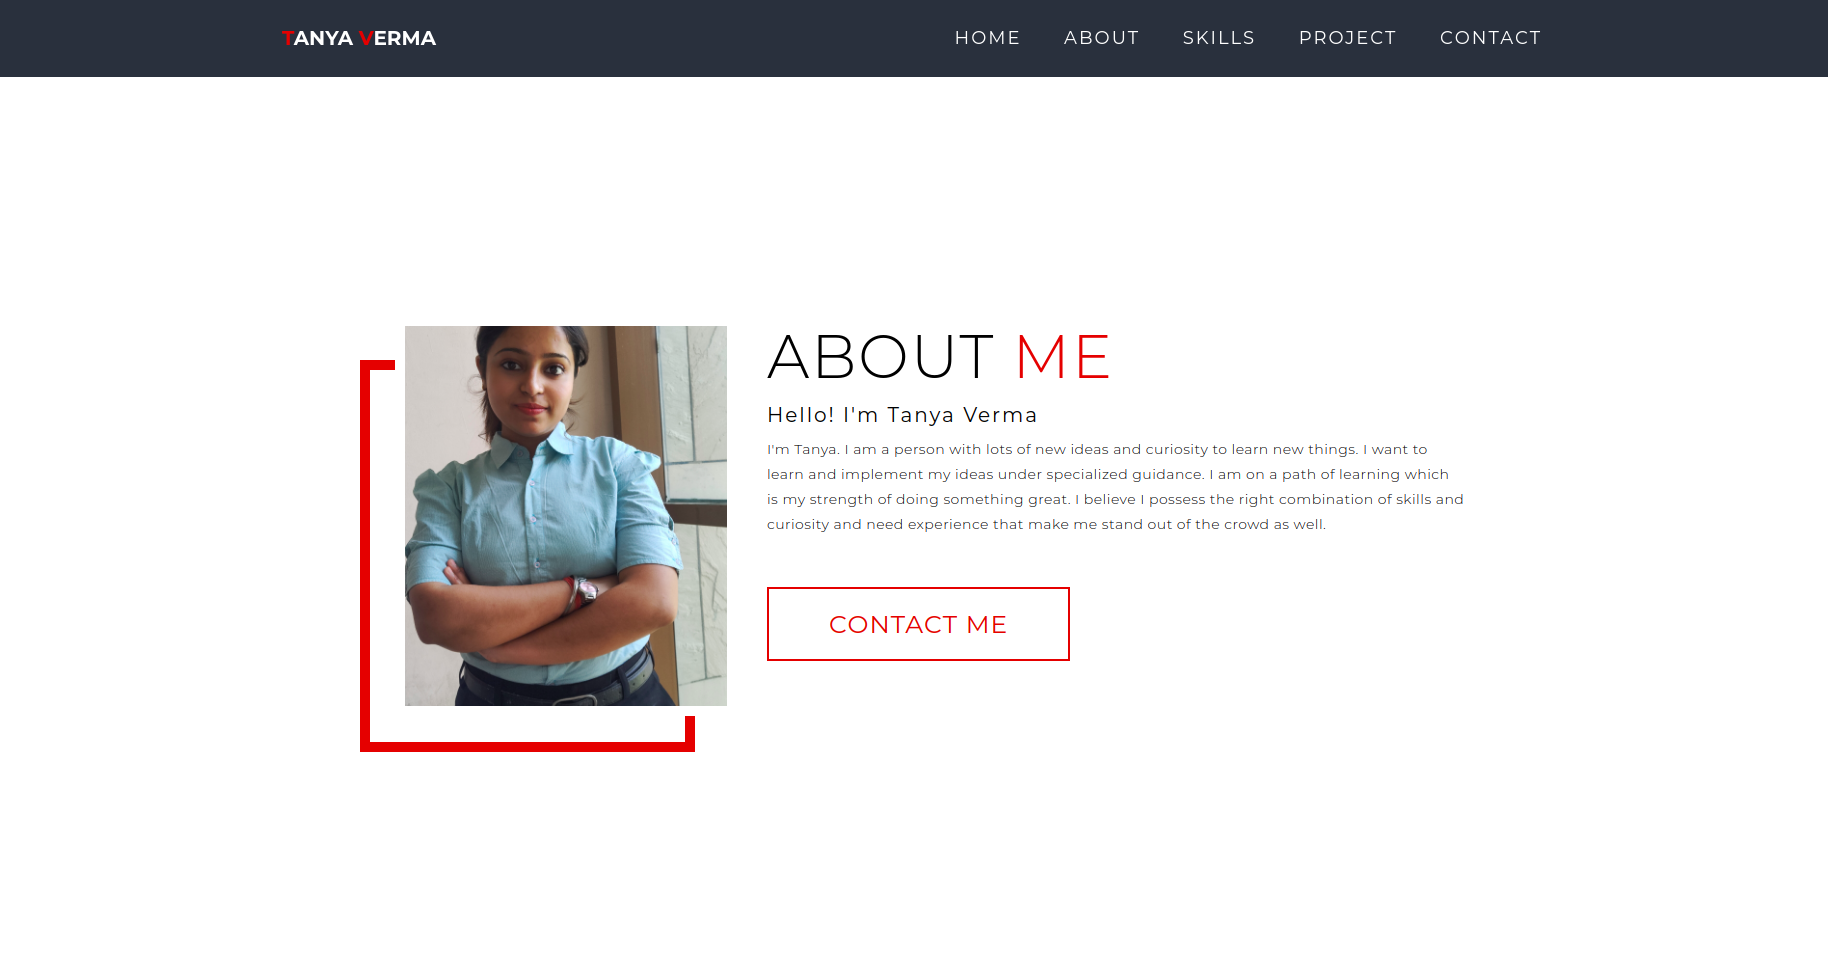 TANYA VERMA
HOME ABOUT SKILLS PROJECT CONTACT
ABOUT ME
Hello! I'm Tanya Verma
I'm Tanya. I am a person with lots of new ideas and curiosity to learn new things. I want to
learn and implement my ideas under specialized guidance. I am on a path of learning which
is my strength of doing something great. I believe I possess the right combination of skills and
curiosity and need experience that make me stand out of the crowd as well.
CONTACT ME